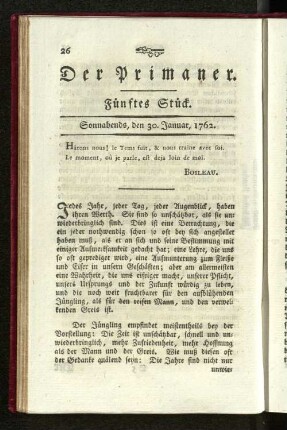 26
Der Primaner.
Fünftes Stück.
Sonnabends, den 30. Januar, 1762.
Hatons nous! le Tems fuit, & nous traine avec soi.
Le moment, où je parle, est deja loin de moi.
BOILEAU.
Jedes Jahr, jeder Tag, jeder Augenblick, haben
ihren Werth. Sie sind so unschätzbar, als sie un-
wiederbringlich sind. Dies ist eine Betrachtung, die
ein jeder nothwendig schon so oft bey sich angestellet
haben muß, als er an sich und seine Bestimmung mit
einiger Aufmerksamkeit gedacht hat; eine Lehre, die uns
so oft geprediget wird, eine Aufmunterung zum Fleiße
und Eifer in unsern Geschäften; aber am allermeisten
eine Wahrheit, die uns erfolgt macht, unsrer Pflicht,
unsers Ursprungs und der Zukunft würdig zu leben,
und die noch weit fruchtbarer für den aufblühenden
Jüngling, als für den reifen Mann, und den verwel-
kenden Greis ist.
Der Jüngling empfindet meistentheils bey der
Vorstellung: Die Zeit ist unschätzbar, schnell und un-
wiederbringlich, mehr Zufriedenheit, mehr Hoffnung
als der Mann und der Greis. Wie muß diesen oft
der Gedanke quälend seyn: Die Jahre sind nicht nur
unwie-